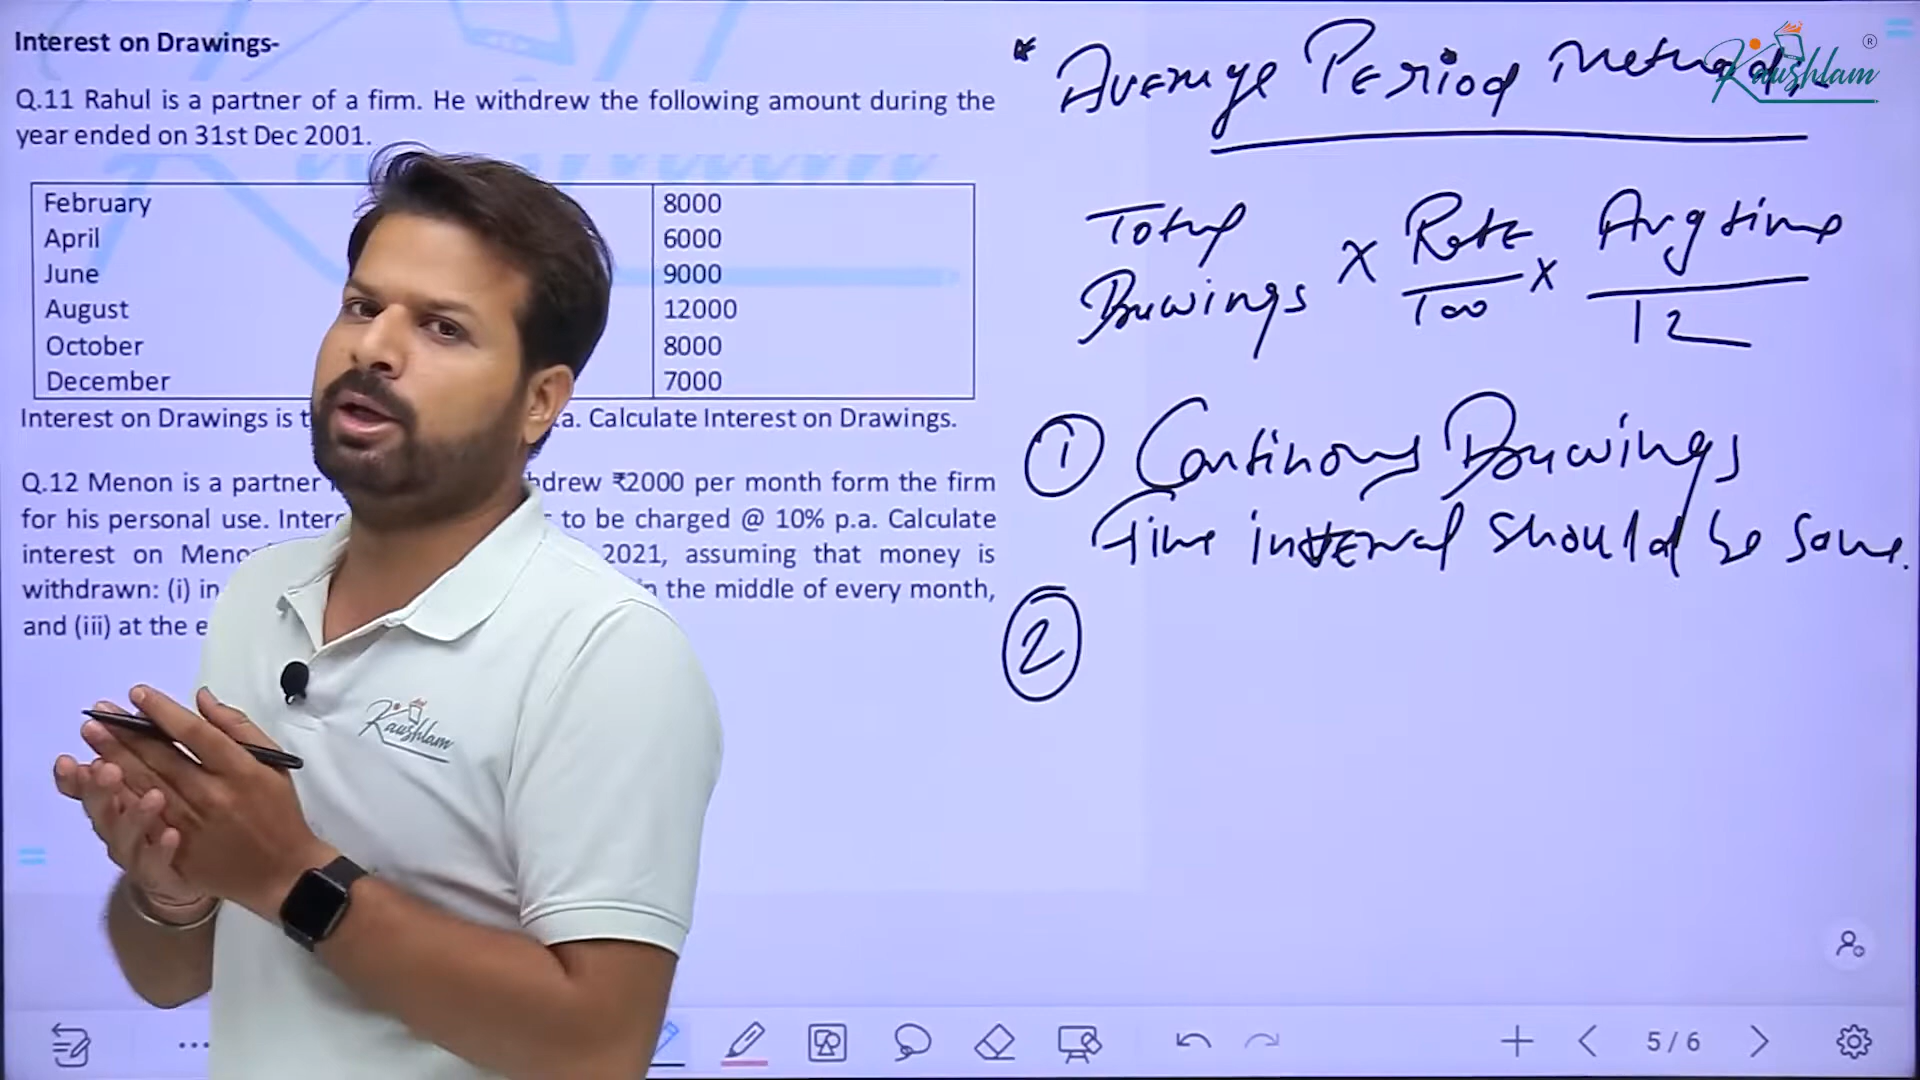 Interest on Drawings-
Q.11 Rahul is a partner of a firm. He withdrew the following amount during the
year ended on 31st Dec 2001.
February 8000
April 6000
June 9000
August 12000
October 8000
December 7000
Interest on Drawings is .a. Calculate Interest on Drawings.
Q.12 Menon is a partner hdrew ₹2000 per month form the firm
for his personal use. to be charged @ 10% p.a. Calculate
interest on 2021, assuming that money is
withdrawn: (i) in the middle of every month,
and (iii) at the
* Average Period Method
Total Drawings × Rate/100 × Avg time/12
① Continous Drawings
Time interval should be same.
②
Kaushlam ®
Kaushlam
5 / 6